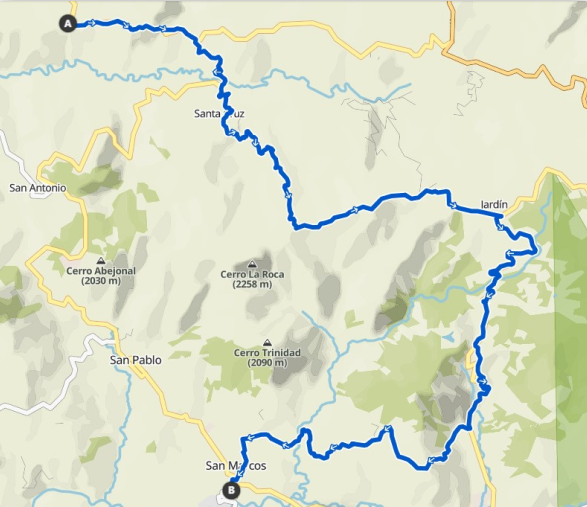 A
Santa Cruz
San Antonio
Jardín
Cerro Abejonal
(2030 m)
Cerro La Roca
(2258 m)
Cerro Trinidad
(2090 m)
San Pablo
San Marcos
B